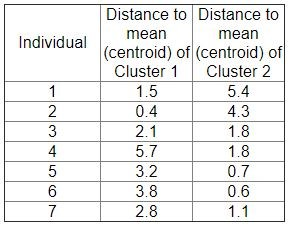 Individual Distance to mean (centroid) of Cluster 1 Distance to mean (centroid) of Cluster 2
1 1.5 5.4
2 0.4 4.3
3 2.1 1.8
4 5.7 1.8
5 3.2 0.7
6 3.8 0.6
7 2.8 1.1